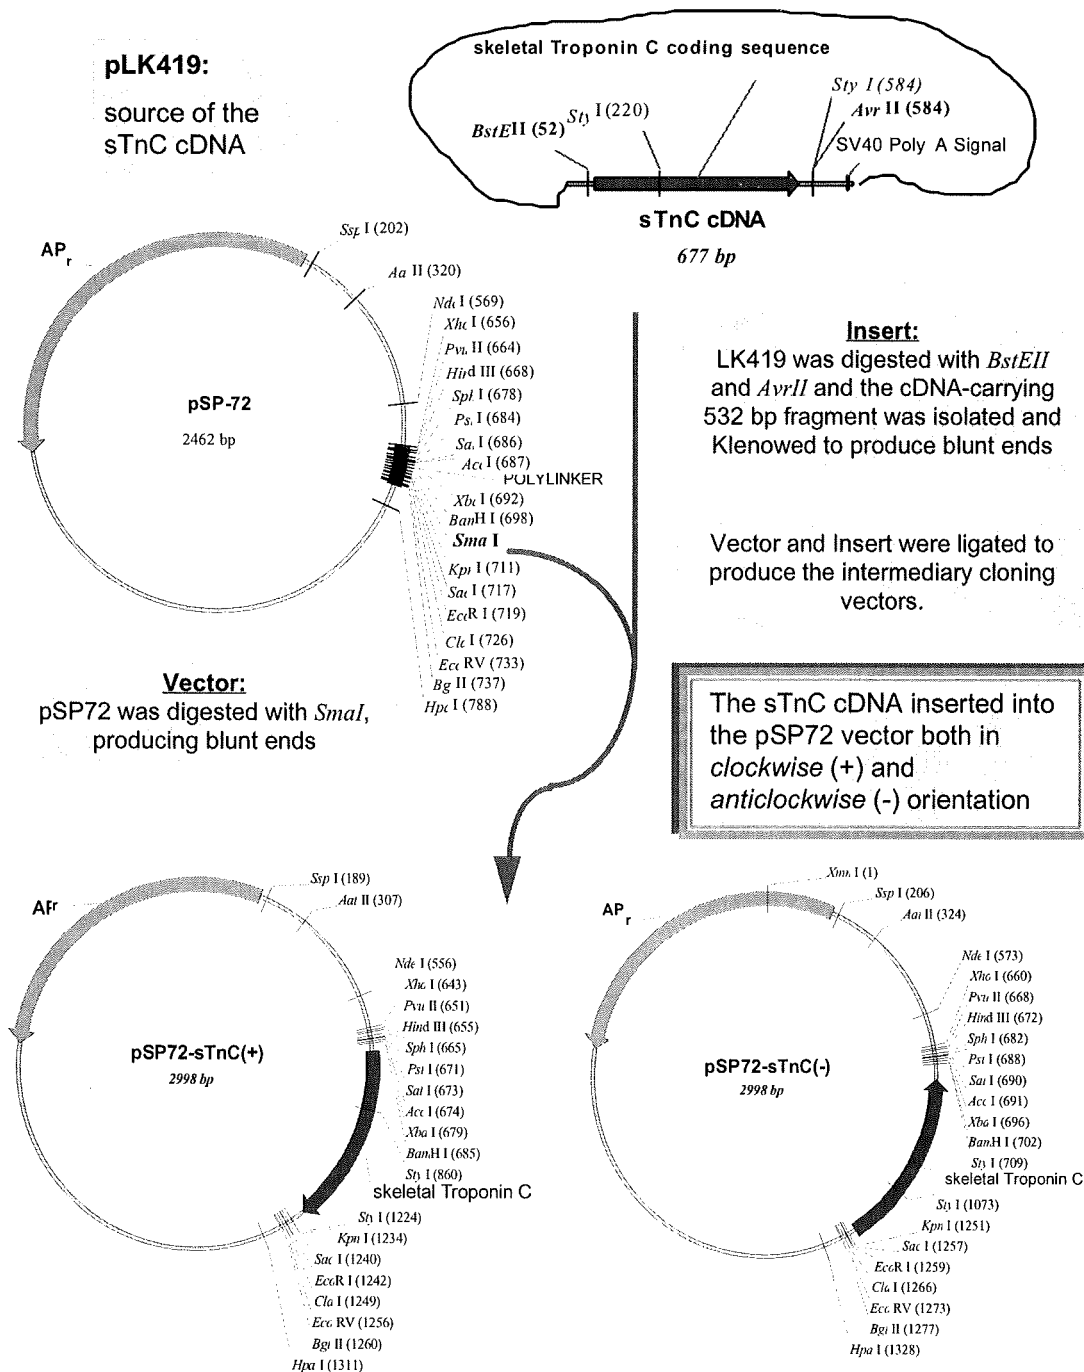 pLK419:
source of the
sTnC cDNA
skeletal Troponin C coding sequence
Sty I (584)
Sty I (220)
Avr II (584)
BstEII (52)
SV40 Poly A Signal
sTnC cDNA
677 bp
APr
Ssp I (202)
Aa II (320)
Nde I (569)
Xho I (656)
Pvu II (664)
Hind III (668)
Sph I (678)
Ps I (684)
Sa I (686)
Acc I (687)
POLYLINKER
Xba I (692)
BamH I (698)
Sma I
Kpn I (711)
Sac I (717)
EcoR I (719)
Cla I (726)
Eco RV (733)
Bg II (737)
Hpa I (788)
pSP-72
2462 bp
Insert:
LK419 was digested with BstEII
and AvrII and the cDNA-carrying
532 bp fragment was isolated and
Klenowed to produce blunt ends
Vector and Insert were ligated to
produce the intermediary cloning
vectors.
Vector:
pSP72 was digested with SmaI,
producing blunt ends
The sTnC cDNA inserted into
the pSP72 vector both in
clockwise (+) and
anticlockwise (-) orientation
APr
Ssp I (189)
Aat II (307)
Nde I (556)
Xho I (643)
Pvu II (651)
Hind III (655)
Sph I (665)
Pst I (671)
Sal I (673)
Acc I (674)
Xba I (679)
BamH I (685)
Sty I (860)
skeletal Troponin C
Sty I (1224)
Kpn I (1234)
Sac I (1240)
EcoR I (1242)
Cla I (1249)
Eco RV (1256)
Bgl II (1260)
Hpa I (1311)
pSP72-sTnC(+)
2998 bp
Xmn I (1)
APr
Ssp I (206)
Aat II (324)
Nde I (573)
Xho I (660)
Pvu II (668)
Hind III (672)
Sph I (682)
Pst I (688)
Sal I (690)
Acc I (691)
Xba I (696)
BamH I (702)
Sty I (709)
skeletal Troponin C
Sty I (1073)
Kpn I (1251)
Sac I (1257)
EcoR I (1259)
Cla I (1266)
Eco RV (1273)
Bgl II (1277)
Hpa I (1328)
pSP72-sTnC(-)
2998 bp